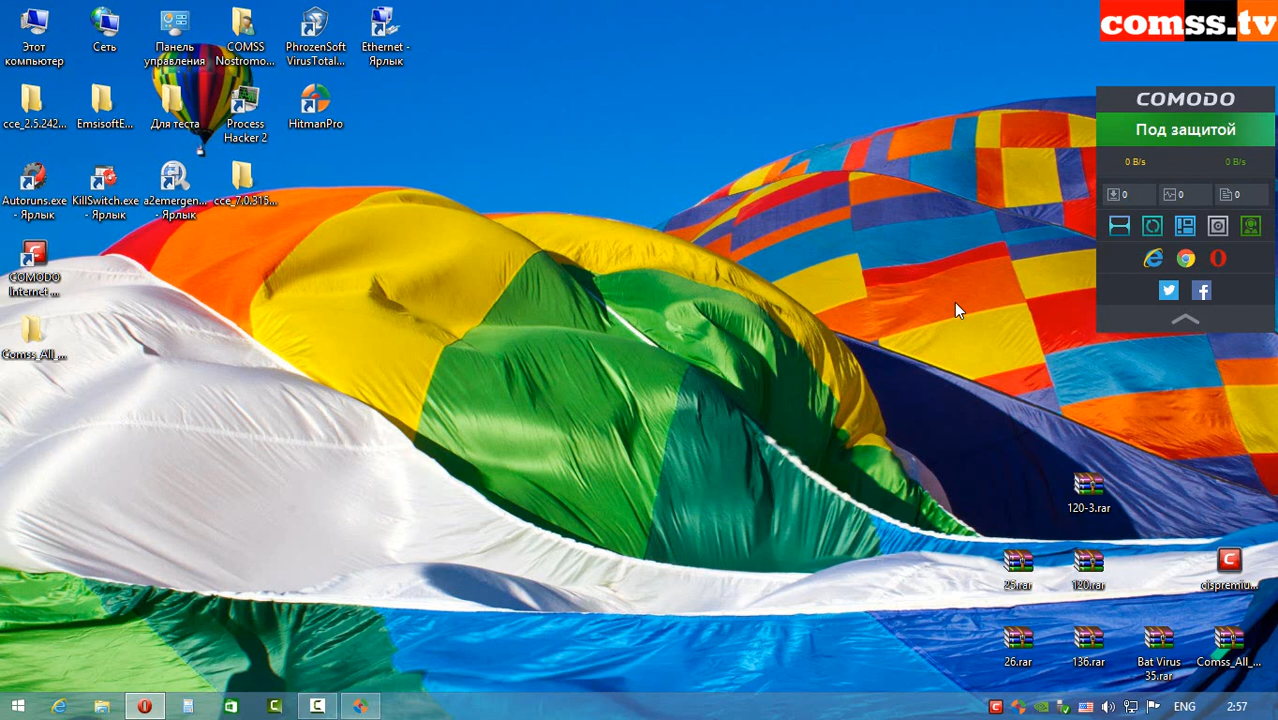 comss.tv
Этот
компьютер
Сеть
Панель
управления
COMSS
Nostromo...
PhrozenSoft
VirusTotal...
Ethernet -
Ярлык
cce_2.5.242...
EmsisoftE...
Для теста
Process
Hacker 2
HitmanPro
Autoruns.exe
- Ярлык
KillSwitch.exe
- Ярлык
a2emergen...
- Ярлык
cce_7.0.315...
COMODO
Internet ...
Comss_All_...
COMODO
Под защитой
0 B/s
0 B/s
0
0
0
120-3.rar
25.rar
120.rar
cispremiu...
26.rar
136.rar
Bat Virus
35.rar
Comss_All_...
ENG
2:57